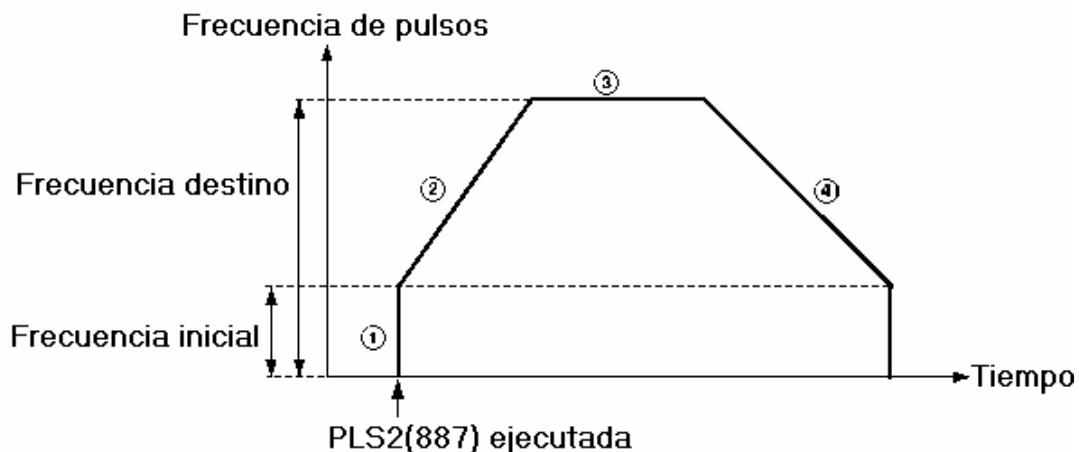 Frecuencia de pulsos
③
②
Frecuencia destino
④
Frecuencia inicial
①
Tiempo
PLS2(887) ejecutada